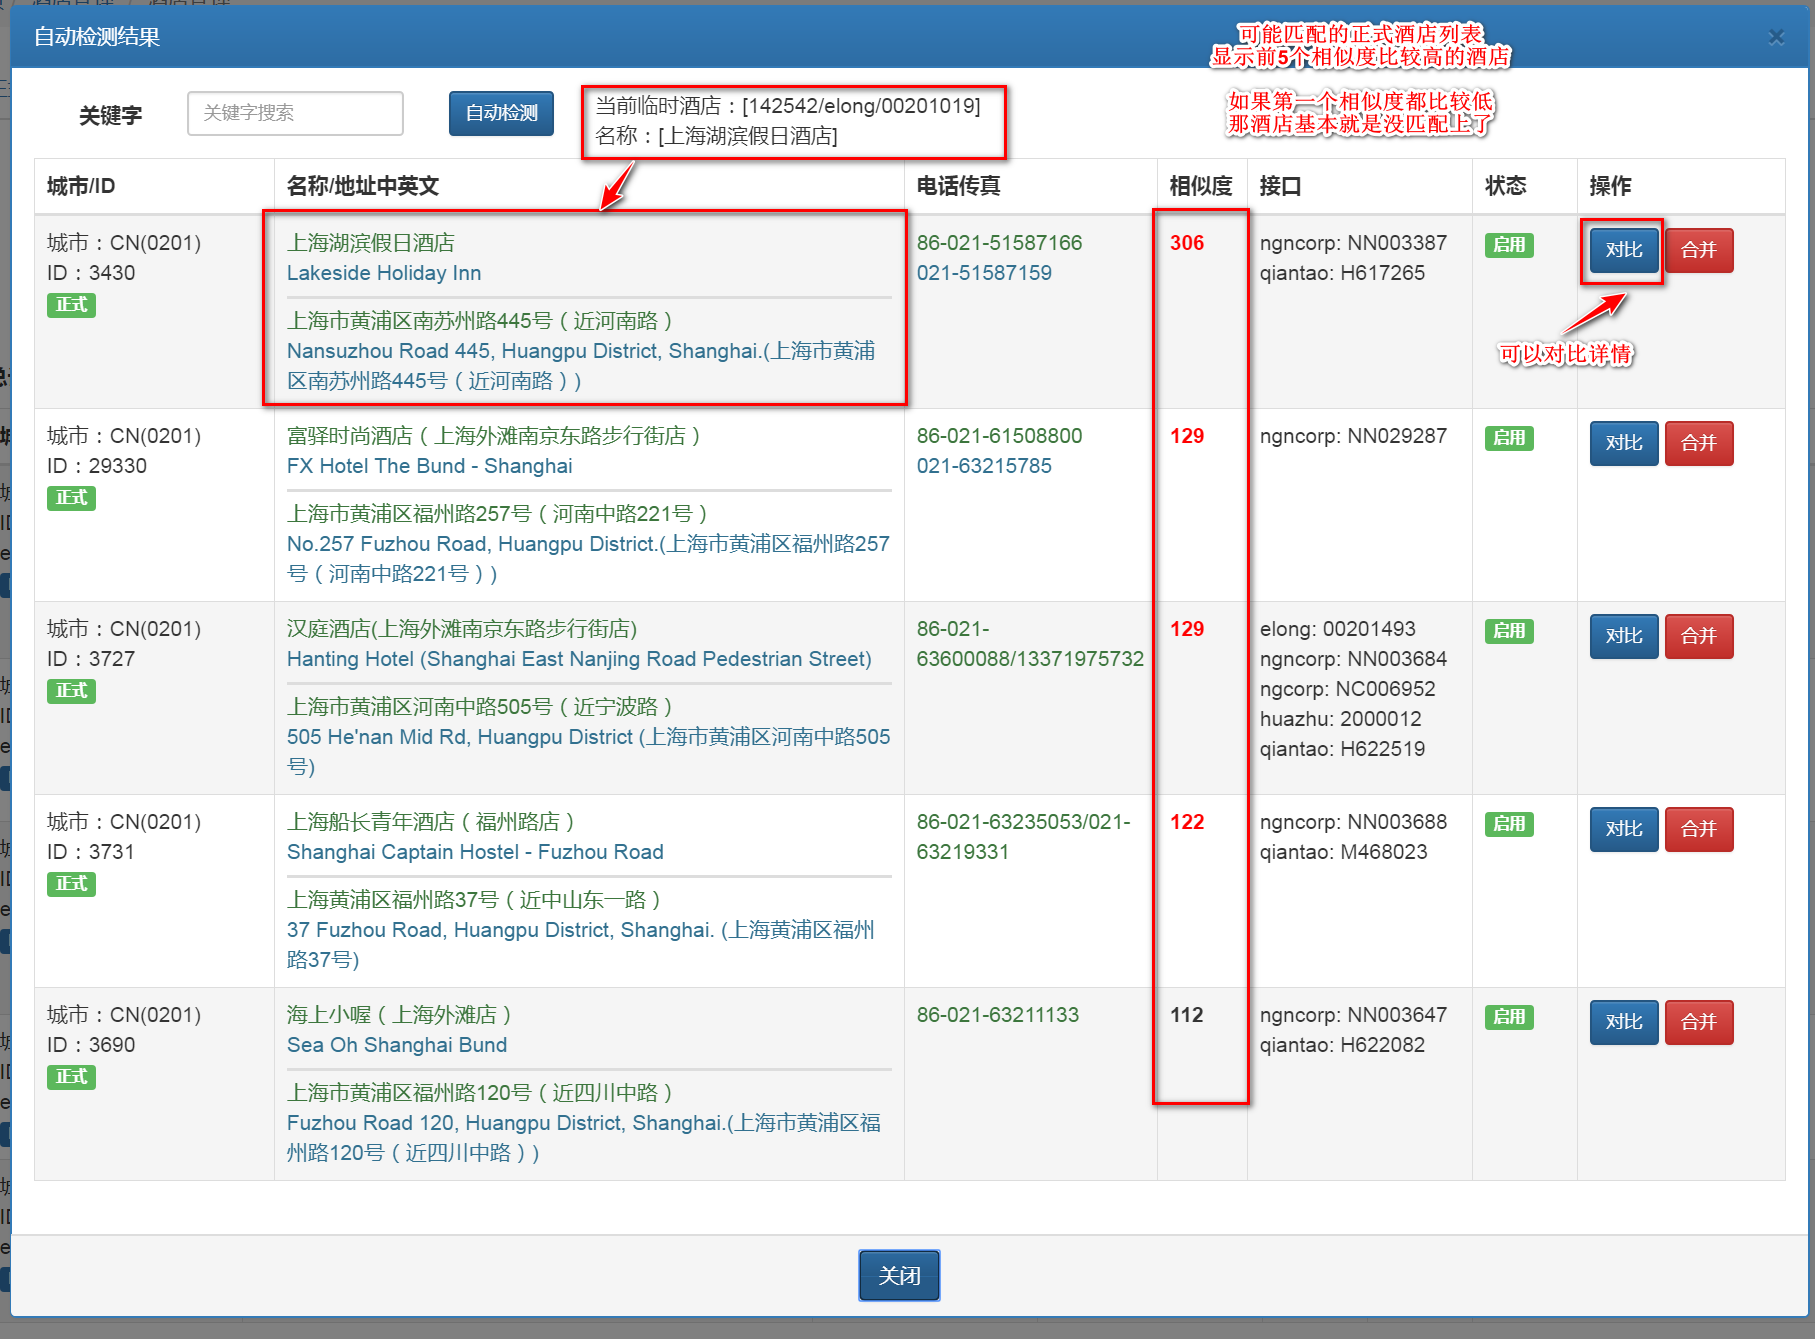 自动检测结果
×
可能匹配的正式酒店列表
显示前5个相似度比较高的酒店
如果第一个相似度都比较低
那酒店基本就是没匹配上了
关键字
关键字搜索
自动检测
当前临时酒店：[142542/elong/00201019]
名称：[上海湖滨假日酒店]
城市/ID
名称/地址中英文
电话传真
相似度
接口
状态
操作
城市：CN(0201)
ID：3430
正式
上海湖滨假日酒店
Lakeside Holiday Inn
上海市黄浦区南苏州路445号（近河南路）
Nansuzhou Road 445, Huangpu District, Shanghai.(上海市黄浦
区南苏州路445号（近河南路））
86-021-51587166
021-51587159
306
ngncorp: NN003387
qiantao: H617265
启用
对比
合并
可以对比详情
城市：CN(0201)
ID：29330
正式
富驿时尚酒店（上海外滩南京东路步行街店）
FX Hotel The Bund - Shanghai
上海市黄浦区福州路257号（河南中路221号）
No.257 Fuzhou Road, Huangpu District.(上海市黄浦区福州路257
号（河南中路221号））
86-021-61508800
021-63215785
129
ngncorp: NN029287
启用
对比
合并
城市：CN(0201)
ID：3727
正式
汉庭酒店(上海外滩南京东路步行街店)
Hanting Hotel (Shanghai East Nanjing Road Pedestrian Street)
上海市黄浦区河南中路505号（近宁波路）
505 He'nan Mid Rd, Huangpu District (上海市黄浦区河南中路505
号)
86-021-
63600088/13371975732
129
elong: 00201493
ngncorp: NN003684
ngcorp: NC006952
huazhu: 2000012
qiantao: H622519
启用
对比
合并
城市：CN(0201)
ID：3731
正式
上海船长青年酒店（福州路店）
Shanghai Captain Hostel - Fuzhou Road
上海黄浦区福州路37号（近中山东一路）
37 Fuzhou Road, Huangpu District, Shanghai. (上海黄浦区福州
路37号)
86-021-63235053/021-
63219331
122
ngncorp: NN003688
qiantao: M468023
启用
对比
合并
城市：CN(0201)
ID：3690
正式
海上小喔（上海外滩店）
Sea Oh Shanghai Bund
上海市黄浦区福州路120号（近四川中路）
Fuzhou Road 120, Huangpu District, Shanghai.(上海市黄浦区福
州路120号（近四川中路））
86-021-63211133
112
ngncorp: NN003647
qiantao: H622082
启用
对比
合并
关闭